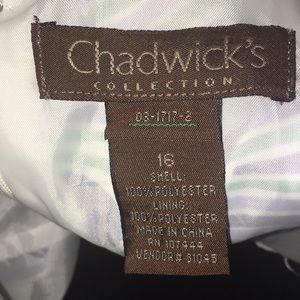 Chadwick's
COLLECTION
03-1717-2
16
SHELL:
100% POLYESTER
LINING:
100% POLYESTER
MADE IN CHINA
RN 107444
VENDOR# 31045